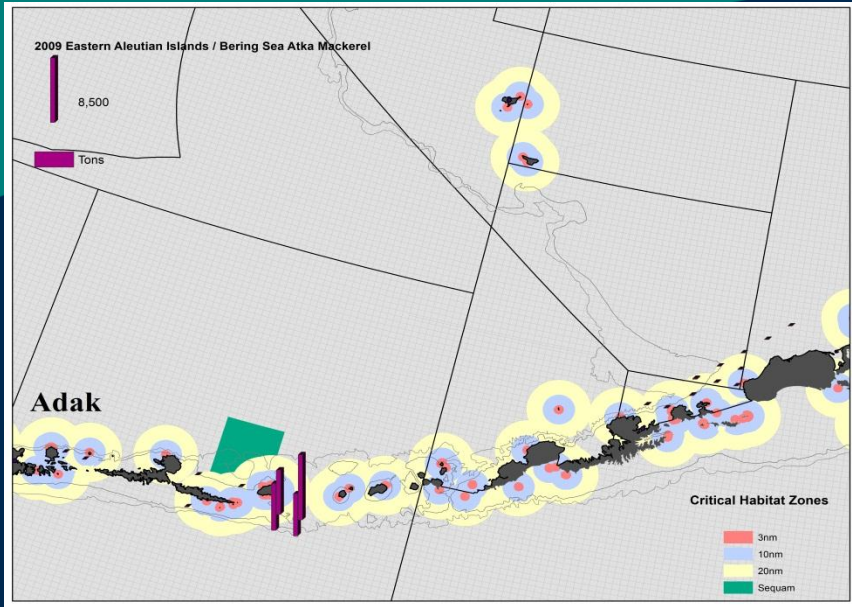 2009 Eastern Aleutian Islands / Bering Sea Atka Mackerel
8,500
Tons
Adak
Critical Habitat Zones
3nm
10nm
20nm
Sequam